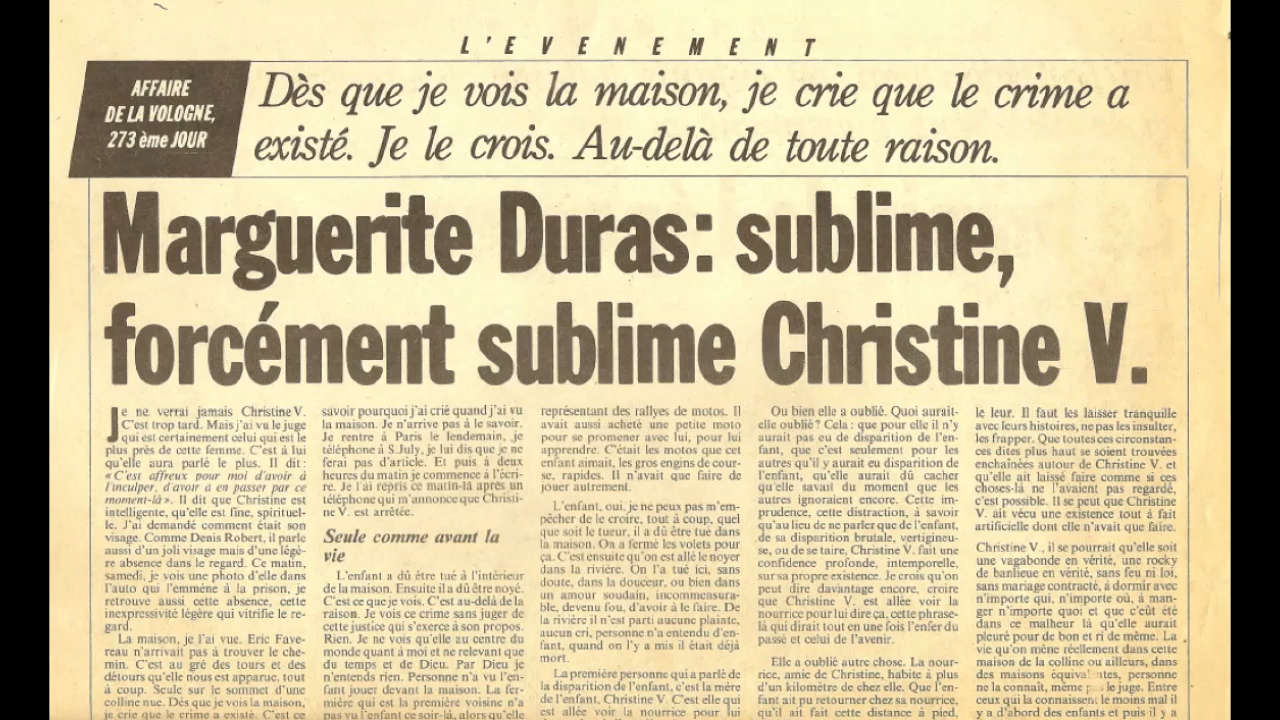 L'EVENEMENT
AFFAIRE
DE LA VOLOGNE,
273 ème JOUR
Dès que je vois la maison, je crie que le crime a
existé. Je le crois. Au-delà de toute raison.
Marguerite Duras: sublime,
forcément sublime Christine V.
Je ne verrai jamais Christine V.
C'est trop tard. Mais j'ai vu le juge
qui est certainement celui qui est le
plus près de cette femme. C'est à lui
qu'elle aura parlé le plus. Il dit:
«C'est affreux pour moi d'avoir à
l'inculper, d'avoir à en passer par ce
moment-là». Il dit que Christine est
intelligente, qu'elle est fine, spirituel-
le. J'ai demandé comment était son
visage. Comme Denis Robert, il parle
aussi d'un joli visage mais d'une légè-
re absence dans le regard. Ce matin,
samedi, je vois une photo d'elle dans
l'auto qui l'emmène à la prison, je
retrouve aussi cette absence, cette
inexpressivité légère qui vitrifie le re-
gard.
La maison, je l'ai vue. Eric Fave-
reau n'arrivait pas à trouver le che-
min. C'est au gré des tours et des
détours qu'elle nous est apparue, tout
à coup. Seule sur le sommet d'une
colline nue. Dès que je vois la maison,
je crie que le crime a existé. C'est ce
savoir pourquoi j'ai crié quand j'ai vu
la maison. Je n'arrive pas à le savoir.
Je rentre à Paris le lendemain, je
téléphone à S.July, je lui dis que je ne
ferai pas d'article. Et puis à deux
heures du matin je commence à l'écri-
re. Je l'ai repris ce matin-là après un
téléphone qui m'annonce que Christi-
ne V. est arrêtée.
Seule comme avant la
vie
L'enfant a dû être tué à l'intérieur
de la maison. Ensuite il a dû être noyé.
C'est ce que je vois. C'est au-delà de la
raison. Je vois ce crime sans juger de
cette justice qui s'exerce à son propos.
Rien. Je ne vois qu'elle au centre du
monde quant à moi et ne relevant que
du temps et de Dieu. Par Dieu je
n'entends rien. Personne n'a vu l'en-
fant jouer devant la maison. La fer-
mière qui est la première voisine n'a
pas vu l'enfant ce soir-là, alors qu'elle
représentant des rallyes de motos. Il
avait aussi acheté une petite moto
pour se promener avec lui, pour lui
apprendre. C'était les motos que cet
enfant aimait, les gros engins de cour-
se, rapides. Il n'avait que faire de
jouer autrement.
L'enfant, oui, je ne peux pas m'em-
pêcher de le croire, tout à coup, quel
que soit le tueur, il a dû être tué dans
la maison. On a fermé les volets pour
ça. C'est ensuite qu'on est allé le noyer
dans la rivière. On l'a tué ici, sans
doute, dans la douceur, ou bien dans
un amour soudain, incommensura-
ble, devenu fou, d'avoir à le faire. De
la rivière il n'est parti aucune plainte,
aucun cri, personne n'a entendu d'en-
fant, quand on l'y a mis il était déjà
mort.
La première personne qui a parlé de
la disparition de l'enfant, c'est la mère
de l'enfant, Christine V. C'est elle qui
est allée voir la nourrice pour lui
Ou bien elle a oublié. Quoi aurait-
elle oublié? Cela: que pour elle il n'y
aurait pas eu de disparition de l'en-
fant, que c'est seulement pour les
autres qu'il y aurait eu disparition de
l'enfant, qu'elle aurait dû cacher
qu'elle savait du moment que les
autres ignoraient encore. Cette im-
prudence, cette distraction, à savoir
qu'au lieu de ne parler que de l'enfant,
de sa disparition brutale, vertigineu-
se, ou de se taire, Christine V. fait une
confidence profonde, intemporelle,
sur sa propre existence. Je crois qu'on
peut dire davantage encore, croire
que Christine V. est allée voir la
nourrice pour lui dire ça, cette phrase-
là qui dirait tout en une fois l'enfer du
passé et celui de l'avenir.
Elle a oublié autre chose. La nour-
rice, amie de Christine, habite à plus
d'un kilomètre de chez elle. Que l'en-
fant ait pu retourner chez sa nourrice,
qu'il ait fait cette distance à pied,
le leur. Il faut les laisser tranquille
avec leurs histoires, ne pas les insulter,
les frapper. Que toutes ces circonstan-
ces dites plus haut se soient trouvées
enchaînées autour de Christine V. et
qu'elle ait laissé faire comme si ces
choses-là ne l'avaient pas regardé,
c'est possible. Il se peut que Christine
V. ait vécu une existence tout à fait
artificielle dont elle n'avait que faire.
Christine V., il se pourrait qu'elle soit
une vagabonde en vérité, une rocky
de banlieue en vérité, sans feu ni loi,
sans mariage contracté, à dormir avec
n'importe qui, n'importe où, à man-
ger n'importe quoi et que c'eût été
dans ce malheur là qu'elle aurait
pleuré pour de bon et ri de même. La
vie qu'on mène réellement dans cette
maison de la colline ou ailleurs, dans
des maisons équivalentes, personne
ne la connaît, même pas le juge. Entre
ceux qui la connaissent le moins mal il
y a d'abord des enfants et puis il y a